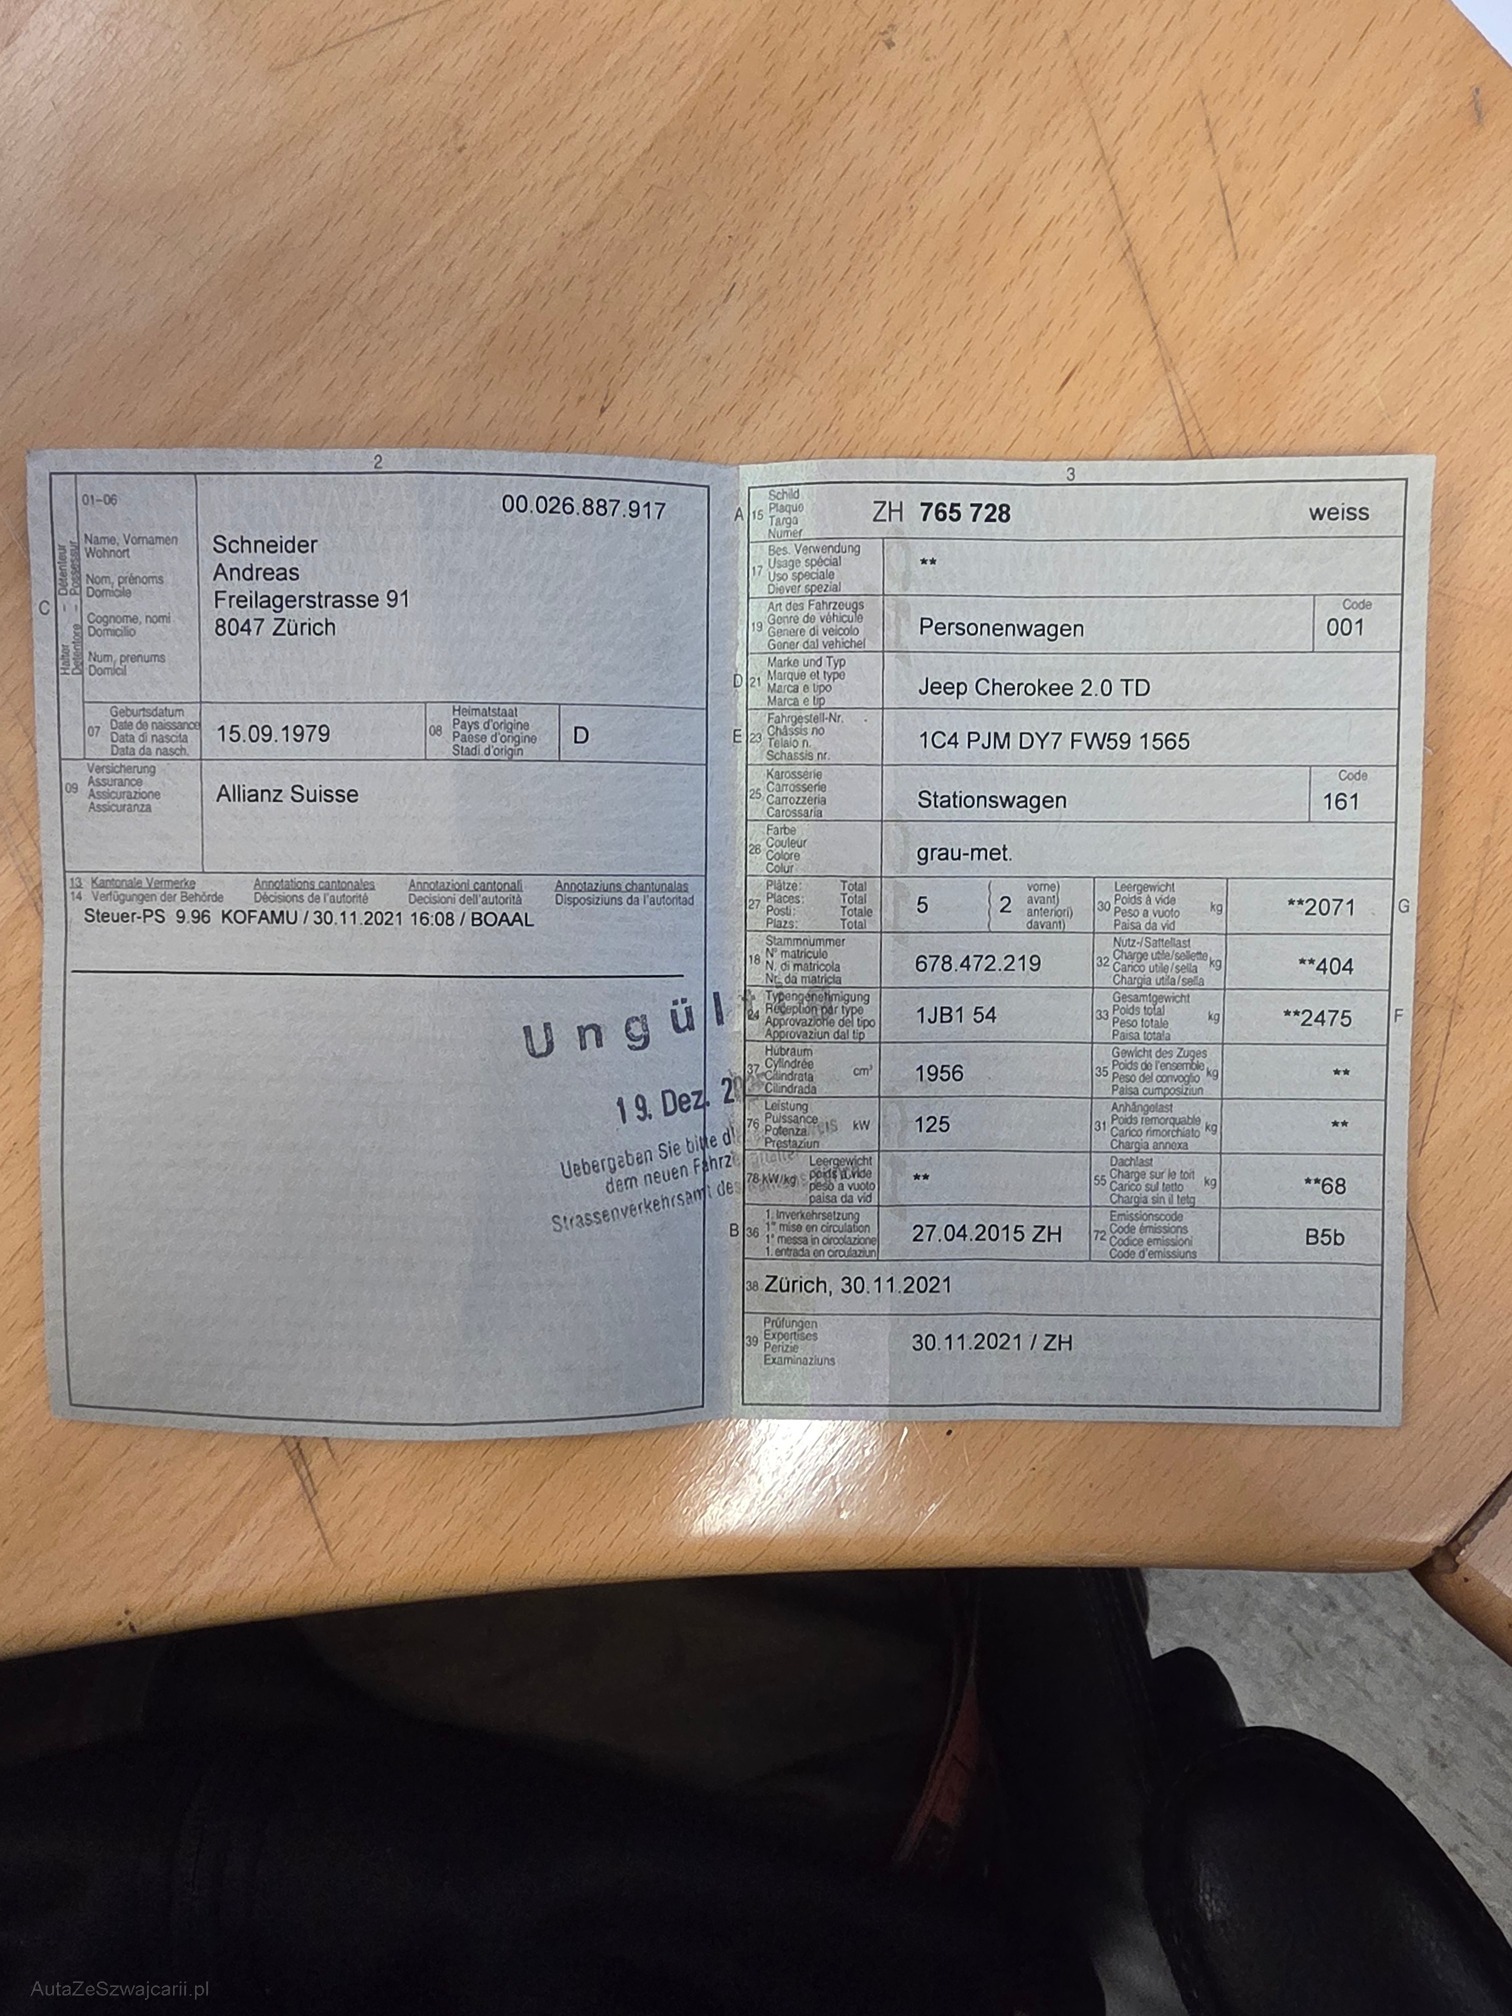 2
01-06
00.026.887.917
C
Halter - Détenteur
Detentore - Possessur
Name, Vornamen
Wohnort
Nom, prénoms
Domicile
Cognome, nomi
Domicilio
Num, prenums
Domicil
Schneider
Andreas
Freilagerstrasse 91
8047 Zürich
07
Geburtsdatum
Date de naissance
Data di nascita
Data da nasch.
15.09.1979
08
Heimatstaat
Pays d'origine
Paese d'origine
Stadi d'origin
D
09
Versicherung
Assurance
Assicurazione
Assicuranza
Allianz Suisse
13 Kantonale Vermerke Annotations cantonales Annotazioni cantonali Annotaziuns chantunalas
14 Verfügungen der Behörde Décisions de l'autorité Decisioni dell'autorità Disposiziuns da l'autoritad
Steuer-PS 9.96 KOFAMU / 30.11.2021 16:08 / BOAAL
Ungül
19. Dez. 2
Uebergeben Sie bitte
dem neuen
Strassenverkehrsamt des
3
A 15
Schild
Plaque
Targa
Numer
ZH 765 728 weiss
17
Bes. Verwendung
Usage spécial
Uso speciale
Diever spezial
**
19
Art des Fahrzeugs
Genre de véhicule
Genere di veicolo
Gener dal vehichel
Personenwagen
Code
001
D 21
Marke und Typ
Marque et type
Marca e tipo
Marca e tip
Jeep Cherokee 2.0 TD
E 23
Fahrgestell-Nr.
Châssis no
Telaio n.
Schassis nr.
1C4 PJM DY7 FW59 1565
25
Karosserie
Carrosserie
Carrozzeria
Carossaria
Stationswagen
Code
161
26
Farbe
Couleur
Colore
Colur
grau-met.
27
Plätze: Total
Places: Total
Posti: Totale
Plazs: Total
5
2
vorne)
avant)
anteriori)
davant)
30
Leergewicht
Poids à vide
Peso a vuoto
Paisa da vid
kg
**2071
G
18
Stammnummer
N° matricule
N. di matricola
Nr. da matricla
678.472.219
32
Nutz-/Sattellast
Charge utile/sellette
Carico utile/sella
Chargia utila/sella
kg
**404
24
Typengenehmigung
Réception par type
Approvazione del tipo
Approvaziun dal tip
1JB1 54
33
Gesamtgewicht
Poids total
Peso totale
Paisa totala
kg
**2475
F
37
Hubraum
Cylindrée
Cilindrata
Cilindrada
cm³
1956
35
Gewicht des Zuges
Poids de l'ensemble
Peso del convoglio
Paisa cumposiziun
kg
**
76
Leistung
Puissance
Potenza
Prestaziun
kW
125
31
Anhängelast
Poids remorquable
Carico rimorchiato
Chargia annexa
kg
**
78 kW/kg
Leergewicht
poids à vide
peso a vuoto
paisa da vid
**
55
Dachlast
Charge sur le toit
Carico sul tetto
Chargia sin il tetg
kg
**68
B 36
1. Inverkehrsetzung
1re mise en circulation
1a messa in circolazione
1. entrada en circulaziun
27.04.2015 ZH
72
Emissionscode
Code émissions
Codice emissioni
Code d'emissiuns
B5b
38 Zürich, 30.11.2021
39
Prüfungen
Expertises
Perizie
Examinaziuns
30.11.2021 / ZH
AutaZeSzwajcarii.pl